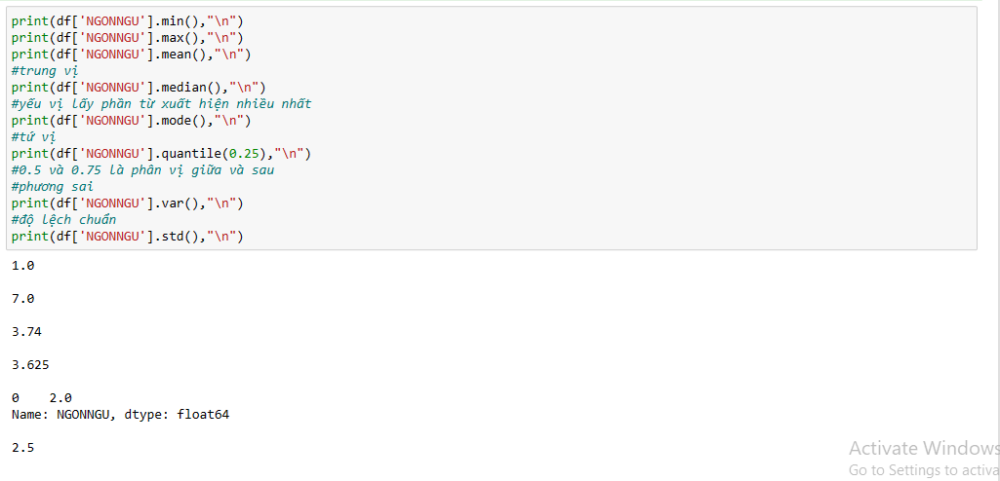 print(df['NGONNGU'].min(),"\n")
print(df['NGONNGU'].max(),"\n")
print(df['NGONNGU'].mean(),"\n")
#trung vị
print(df['NGONNGU'].median(),"\n")
#yếu vị lấy phần tử xuất hiện nhiều nhất
print(df['NGONNGU'].mode(),"\n")
#tứ vị
print(df['NGONNGU'].quantile(0.25),"\n")
#0.5 và 0.75 là phân vị giữa và sau
#phương sai
print(df['NGONNGU'].var(),"\n")
#độ lệch chuẩn
print(df['NGONNGU'].std(),"\n")
1.0
7.0
3.74
3.625
0    2.0
Name: NGONNGU, dtype: float64
2.5
Activate Windows
Go to Settings to activa